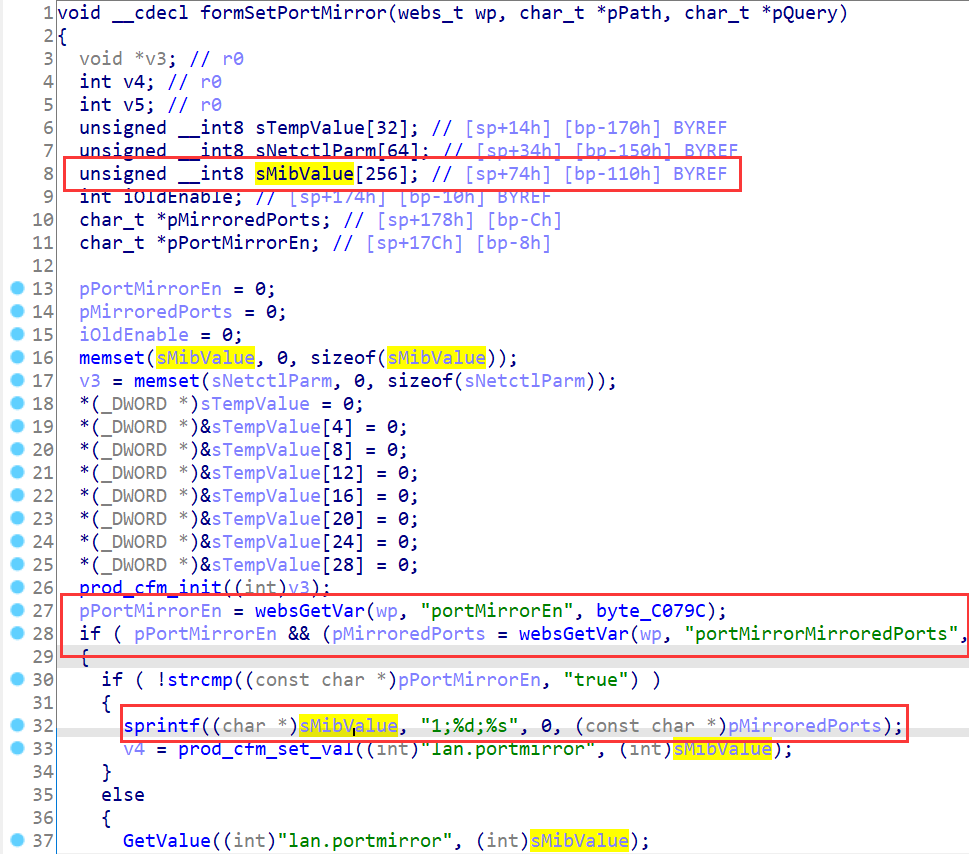 1 void __cdecl formSetPortMirror(webs_t wp, char_t *pPath, char_t *pQuery)
2 {
3   void *v3; // r0
4   int v4; // r0
5   int v5; // r0
6   unsigned __int8 sTempValue[32]; // [sp+14h] [bp-170h] BYREF
7   unsigned __int8 sNetctlParm[64]; // [sp+34h] [bp-150h] BYREF
8   unsigned __int8 sMibValue[256]; // [sp+74h] [bp-110h] BYREF
9   int iOldEnable; // [sp+174h] [bp-10h] BYREF
10   char_t *pMirroredPorts; // [sp+178h] [bp-Ch]
11   char_t *pPortMirrorEn; // [sp+17Ch] [bp-8h]
12
13   pPortMirrorEn = 0;
14   pMirroredPorts = 0;
15   iOldEnable = 0;
16   memset(sMibValue, 0, sizeof(sMibValue));
17   v3 = memset(sNetctlParm, 0, sizeof(sNetctlParm));
18   *(_DWORD *)sTempValue = 0;
19   *(_DWORD *)&sTempValue[4] = 0;
20   *(_DWORD *)&sTempValue[8] = 0;
21   *(_DWORD *)&sTempValue[12] = 0;
22   *(_DWORD *)&sTempValue[16] = 0;
23   *(_DWORD *)&sTempValue[20] = 0;
24   *(_DWORD *)&sTempValue[24] = 0;
25   *(_DWORD *)&sTempValue[28] = 0;
26   prod_cfm_init((int)v3);
27   pPortMirrorEn = websGetVar(wp, "portMirrorEn", byte_C079C);
28   if ( pPortMirrorEn && (pMirroredPorts = websGetVar(wp, "portMirrorMirroredPorts",
29   {
30     if ( !strcmp((const char *)pPortMirrorEn, "true") )
31     {
32       sprintf((char *)sMibValue, "1;%d;%s", 0, (const char *)pMirroredPorts);
33       v4 = prod_cfm_set_val((int)"lan.portmirror", (int)sMibValue);
34     }
35     else
36     {
37       GetValue((int)"lan.portmirror", (int)sMibValue);